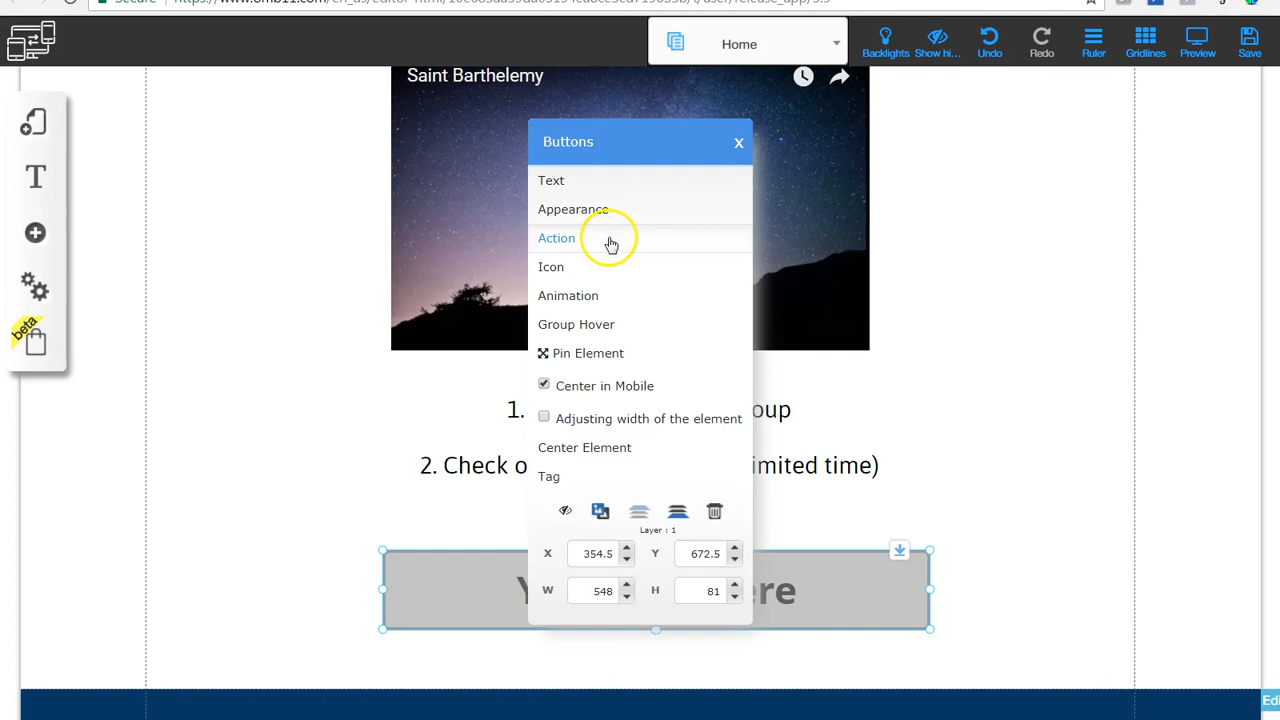 Home
Backlights
Show hi...
Undo
Redo
Ruler
Gridlines
Preview
Save
Saint Barthelemy
beta
Buttons
x
Text
Appearance
Action
Icon
Animation
Group Hover
Pin Element
Center in Mobile
Adjusting width of the element
Center Element
Tag
Layer : 1
X 354.5 Y 672.5
W 548 H 81
1. oup
2. Check o imited time)
Y ere
Edi